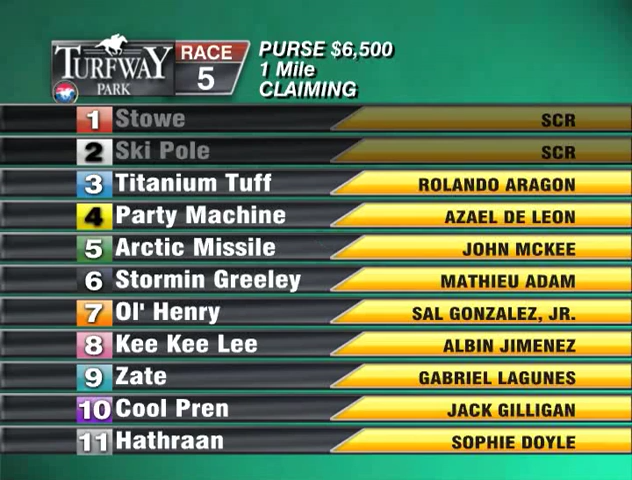 TURFWAY
PARK
RACE
5
PURSE $6,500
1 Mile
CLAIMING
1 Stowe SCR
2 Ski Pole SCR
3 Titanium Tuff ROLANDO ARAGON
4 Party Machine AZAEL DE LEON
5 Arctic Missile JOHN MCKEE
6 Stormin Greeley MATHIEU ADAM
7 Ol' Henry SAL GONZALEZ, JR.
8 Kee Kee Lee ALBIN JIMENEZ
9 Zate GABRIEL LAGUNES
10 Cool Pren JACK GILLIGAN
11 Hathraan SOPHIE DOYLE